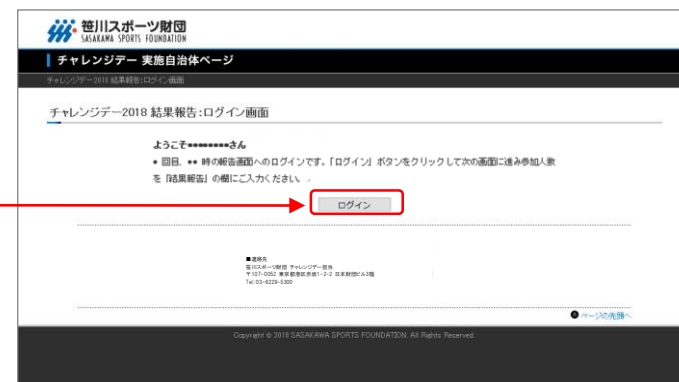 笹川スポーツ財団
SASAKAWA SPORTS FOUNDATION
チャレンジデー 実施自治体ページ
チャレンジデー2018 結果報告:ログイン画面
チャレンジデー2018 結果報告:ログイン画面
ようこそ********さん
* 回目、** 時の報告画面へのログインです。「ログイン」ボタンをクリックして次の画面に進み参加人数
を「結果報告」の欄にご入力ください。
ログイン
■連絡先
笹川スポーツ財団 チャレンジデー担当
〒107-0052 東京都港区赤坂1-2-2 日本財団ビル3階
Tel:03-6229-5300
ページの先頭へ
Copyright © 2018 SASAKAWA SPORTS FOUNDATION. All Rights Reserved.